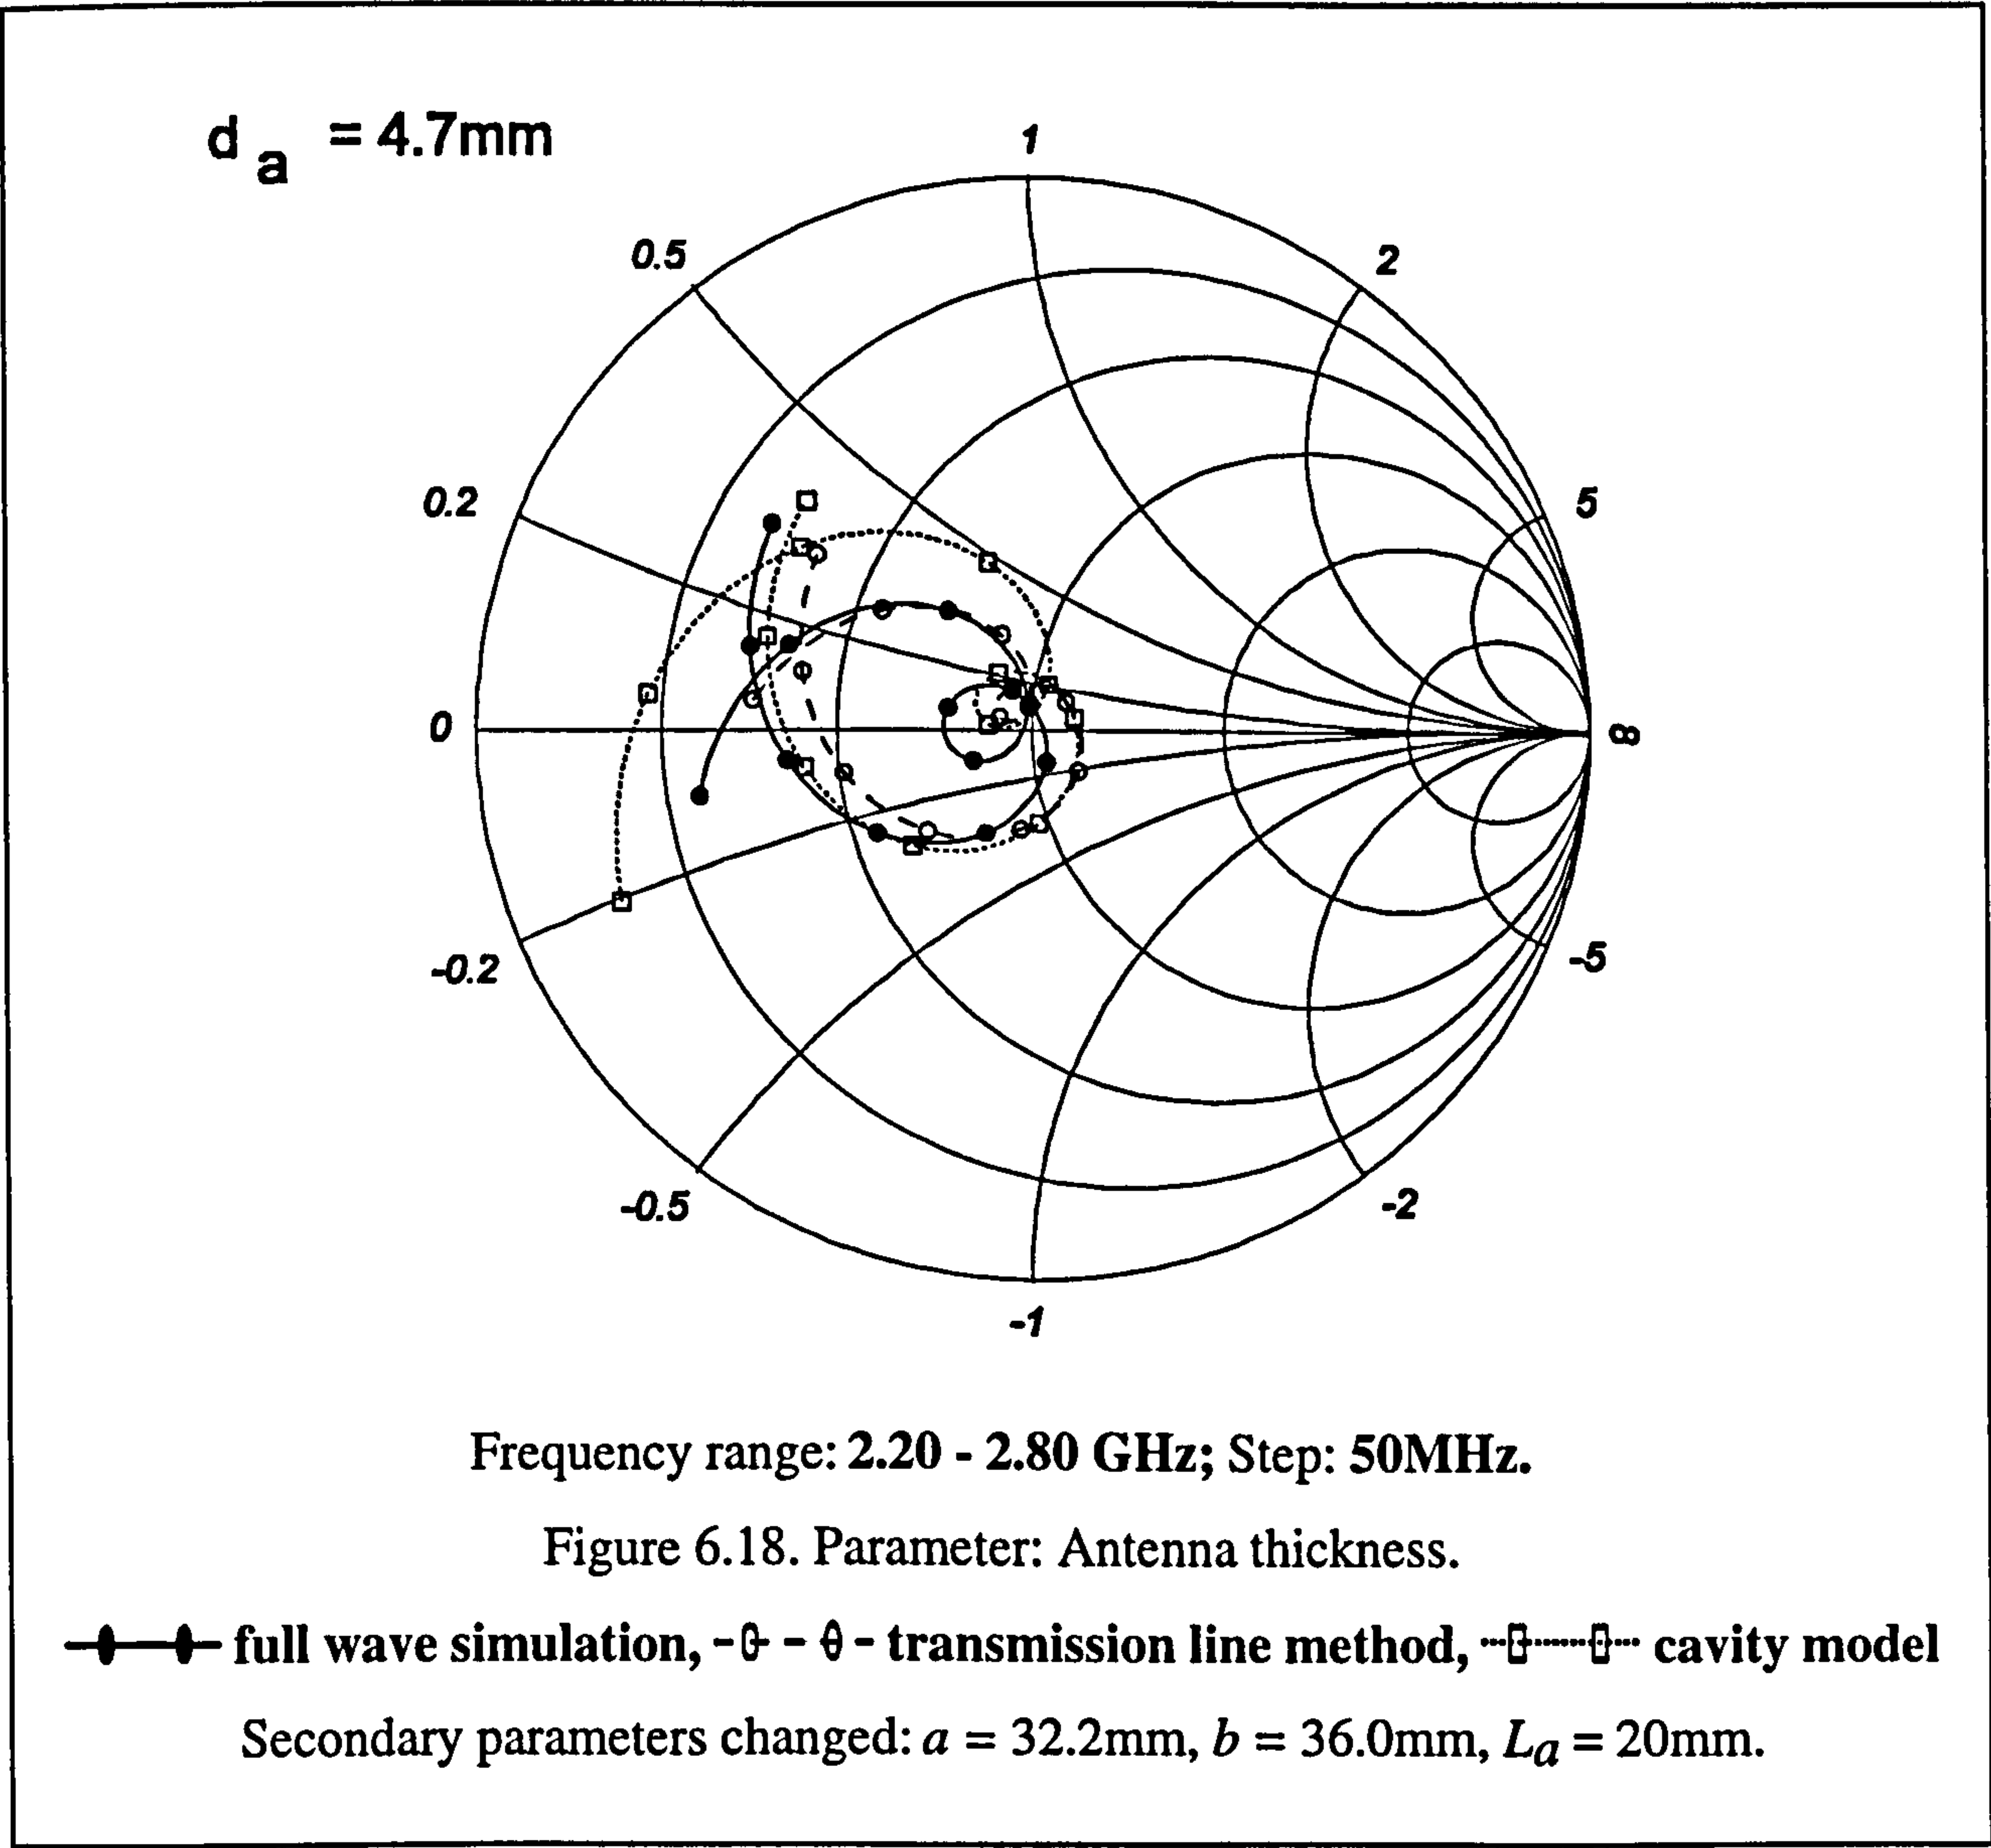 d a = 4.7mm
1
0.5
2
0.2
5
0
∞
-0.2
-5
-0.5
-2
-1
Frequency range: 2.20 - 2.80 GHz; Step: 50MHz.
Figure 6.18. Parameter: Antenna thickness.
full wave simulation, transmission line method, cavity model
Secondary parameters changed: a = 32.2mm, b = 36.0mm, La = 20mm.